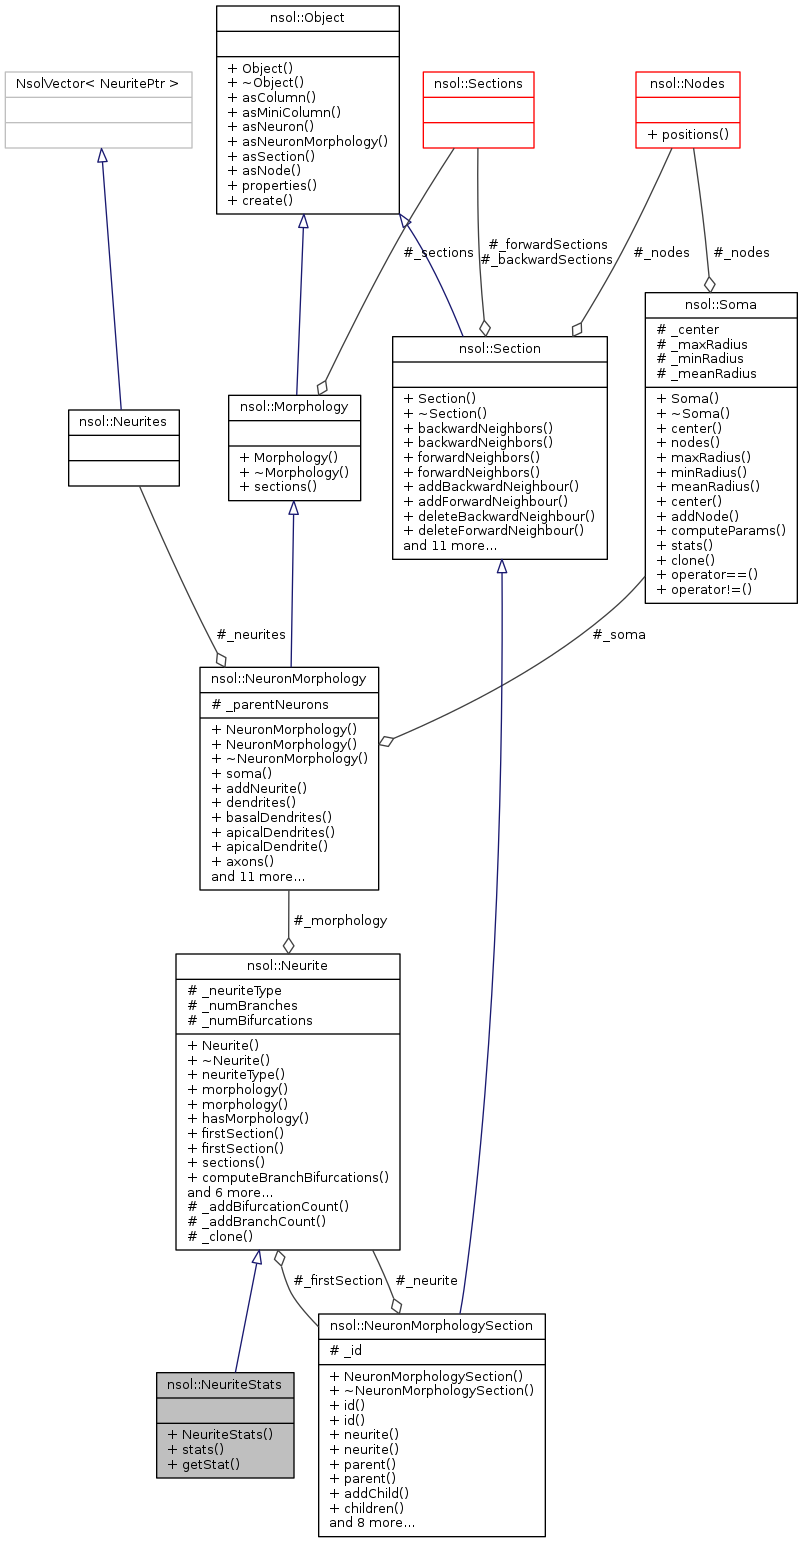 nsol::Object
+ Object()
+ ~Object()
+ asColumn()
+ asMiniColumn()
+ asNeuron()
+ asNeuronMorphology()
+ asSection()
+ asNode()
+ properties()
+ create()
NsolVector< NeuritePtr >
nsol::Sections
nsol::Nodes
+ positions()
#_sections
#_forwardSections
#_backwardSections
#_nodes
#_nodes
nsol::Soma
# _center
# _maxRadius
# _minRadius
# _meanRadius
+ Soma()
+ ~Soma()
+ center()
+ nodes()
+ maxRadius()
+ minRadius()
+ meanRadius()
+ center()
+ addNode()
+ computeParams()
+ stats()
+ clone()
+ operator==()
+ operator!=()
nsol::Section
+ Section()
+ ~Section()
+ backwardNeighbors()
+ backwardNeighbors()
+ forwardNeighbors()
+ forwardNeighbors()
+ addBackwardNeighbour()
+ addForwardNeighbour()
+ deleteBackwardNeighbour()
+ deleteForwardNeighbour()
and 11 more...
nsol::Morphology
+ Morphology()
+ ~Morphology()
+ sections()
nsol::Neurites
#_neurites
#_soma
nsol::NeuronMorphology
# _parentNeurons
+ NeuronMorphology()
+ NeuronMorphology()
+ ~NeuronMorphology()
+ soma()
+ addNeurite()
+ dendrites()
+ basalDendrites()
+ apicalDendrites()
+ apicalDendrite()
+ axons()
and 11 more...
#_morphology
nsol::Neurite
# _neuriteType
# _numBranches
# _numBifurcations
+ Neurite()
+ ~Neurite()
+ neuriteType()
+ morphology()
+ morphology()
+ hasMorphology()
+ firstSection()
+ firstSection()
+ sections()
+ computeBranchBifurcations()
and 6 more...
# _addBifurcationCount()
# _addBranchCount()
# _clone()
#_firstSection
#_neurite
nsol::NeuriteStats
+ NeuriteStats()
+ stats()
+ getStat()
nsol::NeuronMorphologySection
# _id
+ NeuronMorphologySection()
+ ~NeuronMorphologySection()
+ id()
+ id()
+ neurite()
+ neurite()
+ parent()
+ parent()
+ addChild()
+ children()
and 8 more...